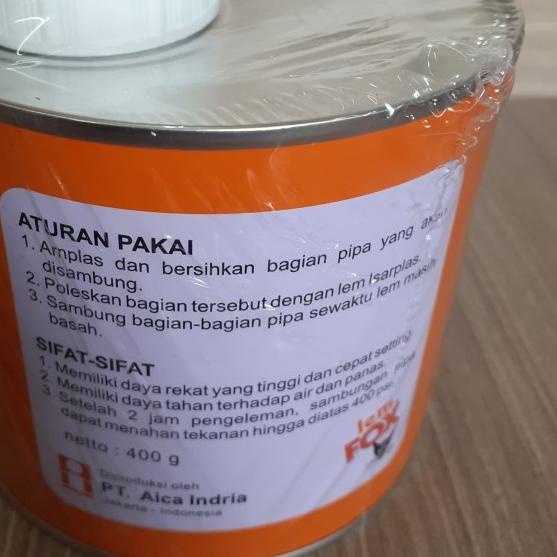 ATURAN PAKAI
1. Amplas dan bersihkan bagian pipa yang akan
disambung.
2. Poleskan bagian tersebut dengan lem Isarplas.
3. Sambung bagian-bagian pipa sewaktu lem masih
basah.
SIFAT-SIFAT
1. Memiliki daya rekat yang tinggi dan cepat setting.
2. Memiliki daya tahan terhadap air dan panas.
3. Setelah 2 jam pengeleman, sambungan pipa
dapat menahan tekanan hingga diatas 400 psi.
netto : 400 g
lem
FOX
Diproduksi oleh
PT. Aica Indria
Jakarta - Indonesia